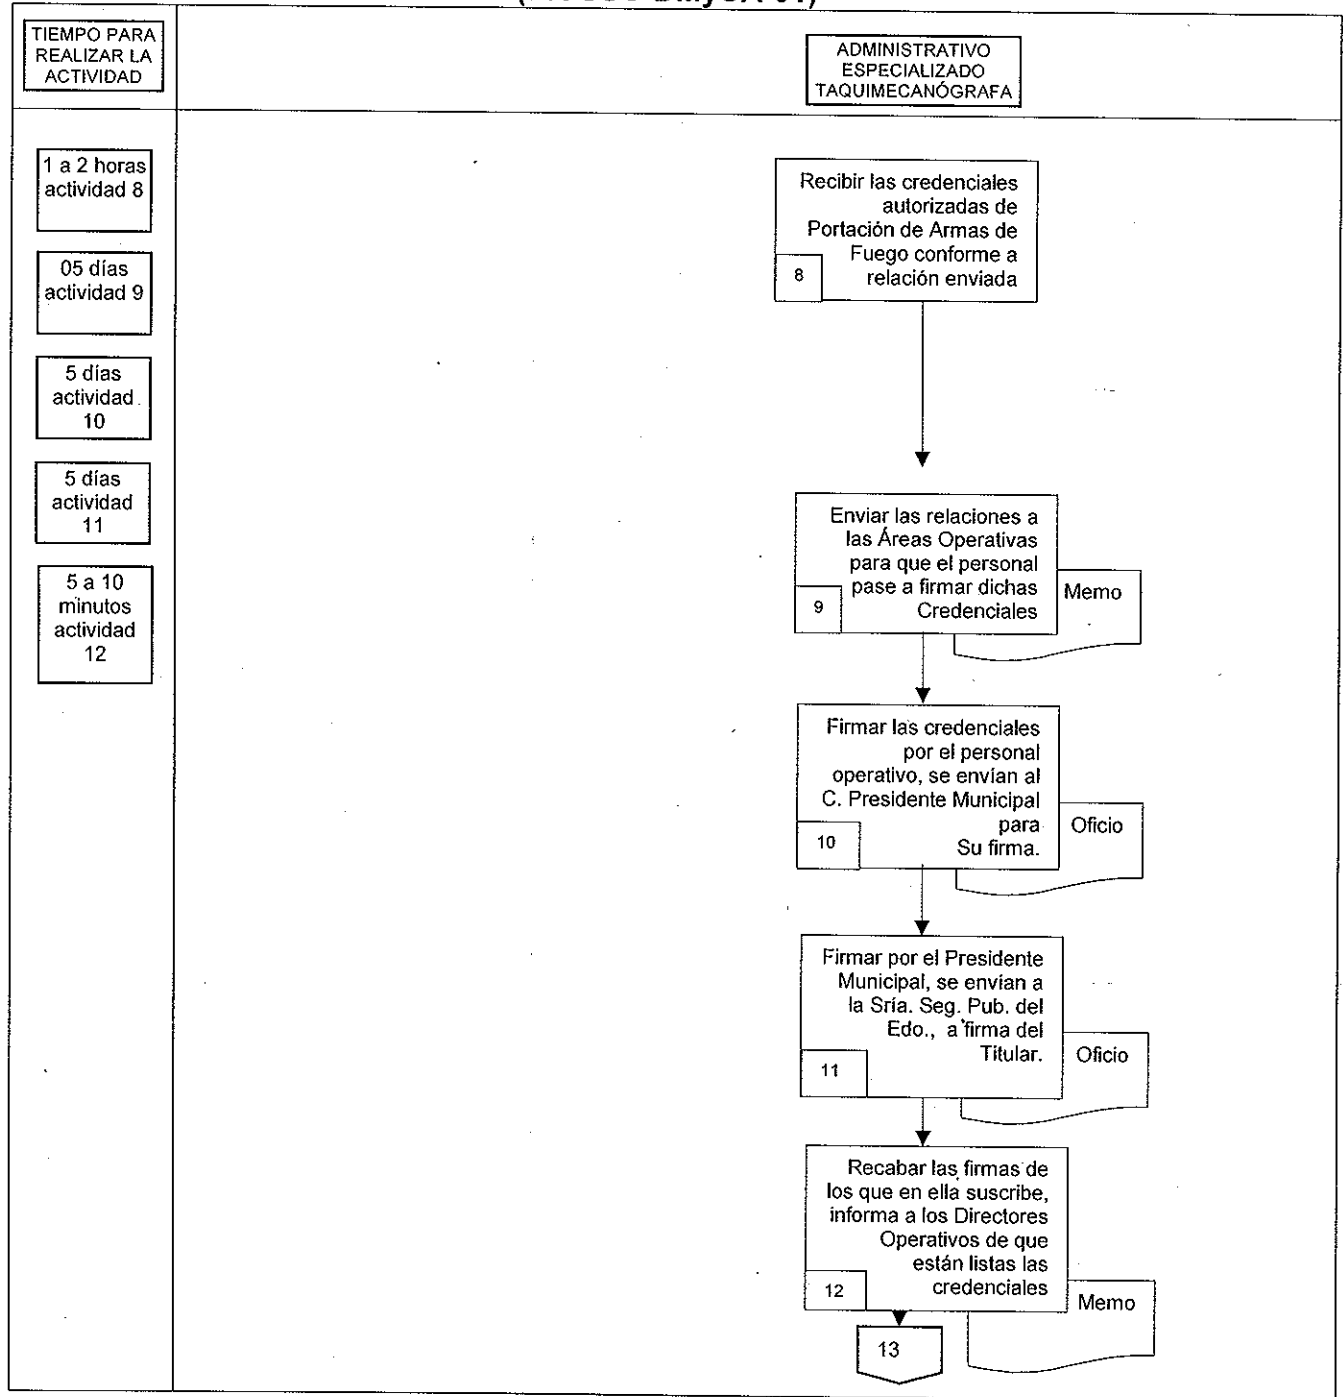 TIEMPO PARA
REALIZAR LA
ACTIVIDAD
ADMINISTRATIVO
ESPECIALIZADO
TAQUIMECANÓGRAFA
1 a 2 horas
actividad 8
05 días
actividad 9
5 días
actividad
10
5 días
actividad
11
5 a 10
minutos
actividad
12
Recibir las credenciales
autorizadas de
Portación de Armas de
Fuego conforme a
relación enviada
8
Enviar las relaciones a
las Áreas Operativas
para que el personal
pase a firmar dichas
Credenciales
9
Memo
Firmar las credenciales
por el personal
operativo, se envían al
C. Presidente Municipal
para
Su firma.
10
Oficio
Firmar por el Presidente
Municipal, se envían a
la Sría. Seg. Pub. del
Edo., a firma del
Titular.
11
Oficio
Recabar las firmas de
los que en ella suscribe,
informa a los Directores
Operativos de que
están listas las
credenciales
12
Memo
13